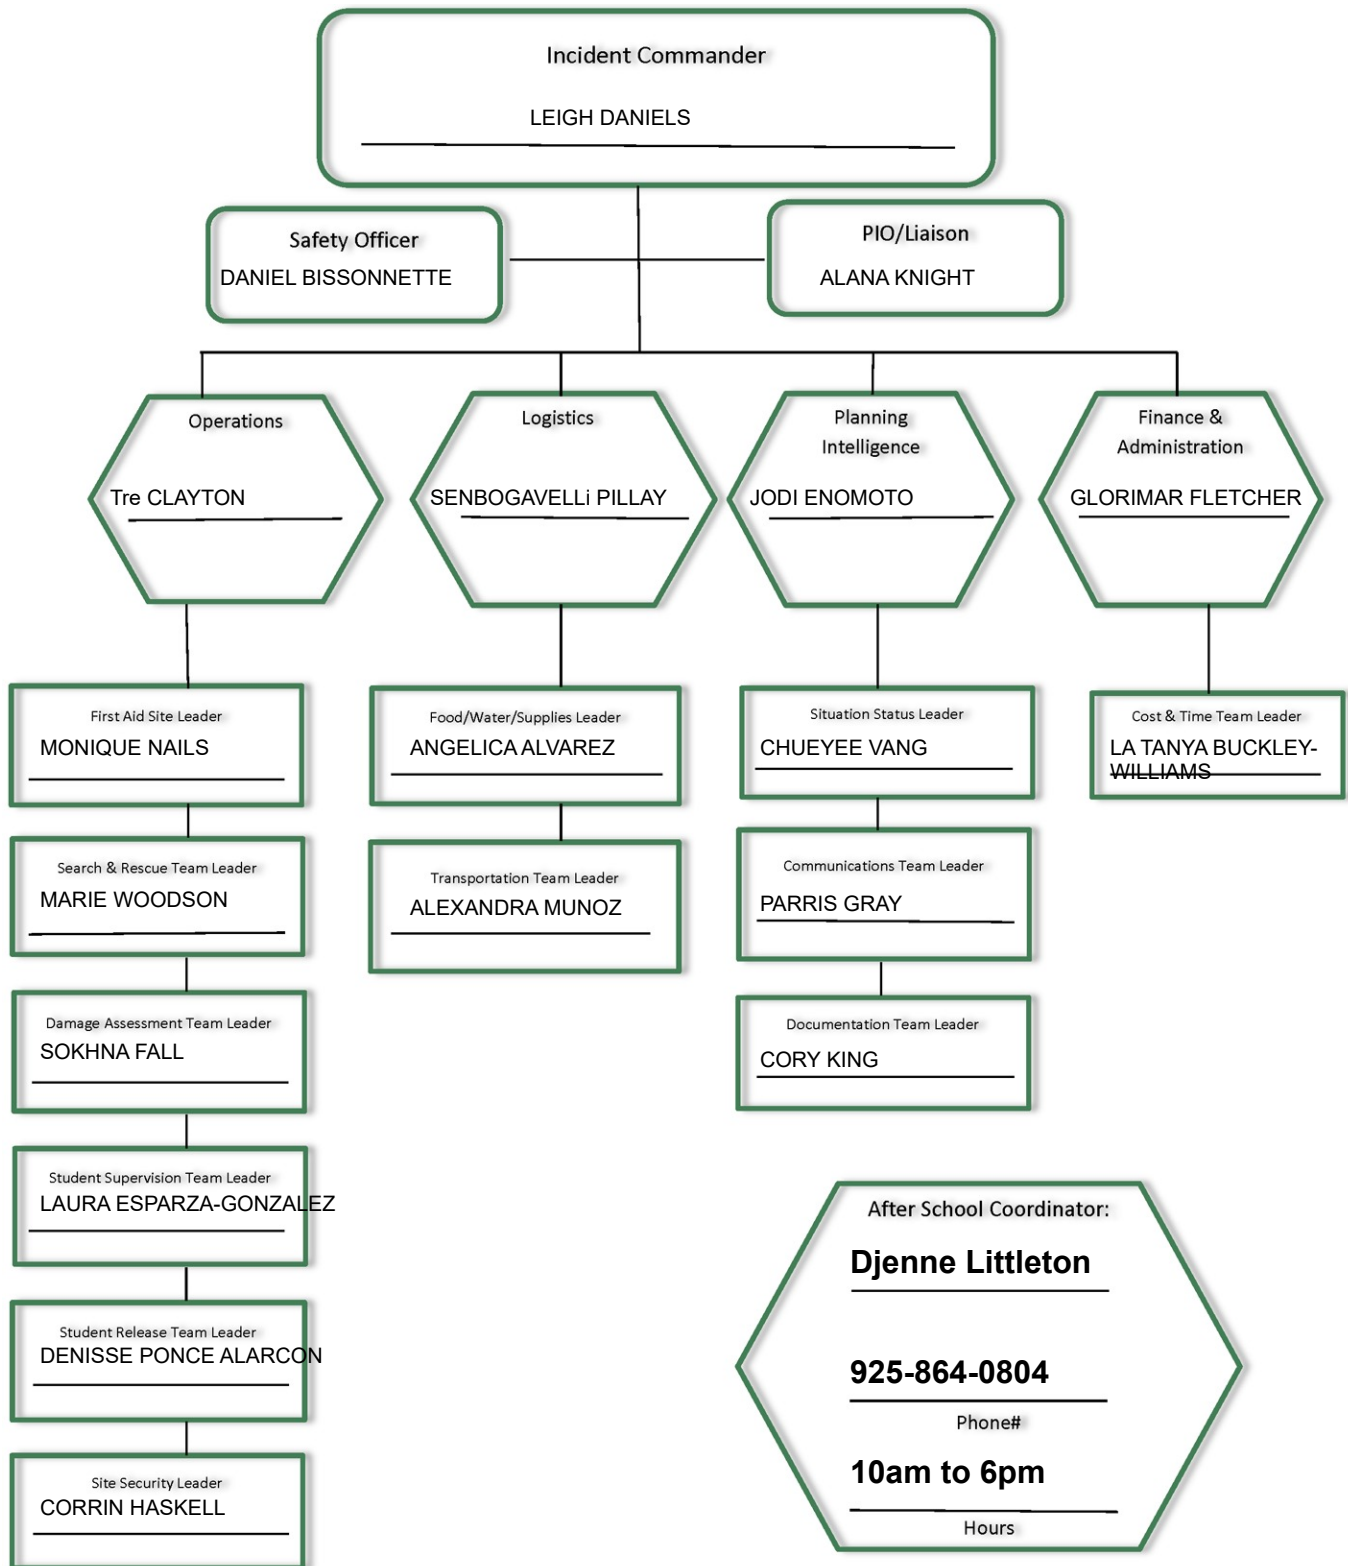 Incident Commander
LEIGH DANIELS
Safety Officer
DANIEL BISSONNETTE
PIO/Liaison
ALANA KNIGHT
Operations
Tre CLAYTON
Logistics
SENBOGAVELLi PILLAY
Planning
Intelligence
JODI ENOMOTO
Finance &
Administration
GLORIMAR FLETCHER
First Aid Site Leader
MONIQUE NAILS
Search & Rescue Team Leader
MARIE WOODSON
Damage Assessment Team Leader
SOKHNA FALL
Student Supervision Team Leader
LAURA ESPARZA-GONZALEZ
Student Release Team Leader
DENISSE PONCE ALARCON
Site Security Leader
CORRIN HASKELL
Food/Water/Supplies Leader
ANGELICA ALVAREZ
Transportation Team Leader
ALEXANDRA MUNOZ
Situation Status Leader
CHUEYEE VANG
Communications Team Leader
PARRIS GRAY
Documentation Team Leader
CORY KING
Cost & Time Team Leader
LA TANYA BUCKLEY-
WILLIAMS
After School Coordinator:
Djenne Littleton
925-864-0804
Phone#
10am to 6pm
Hours